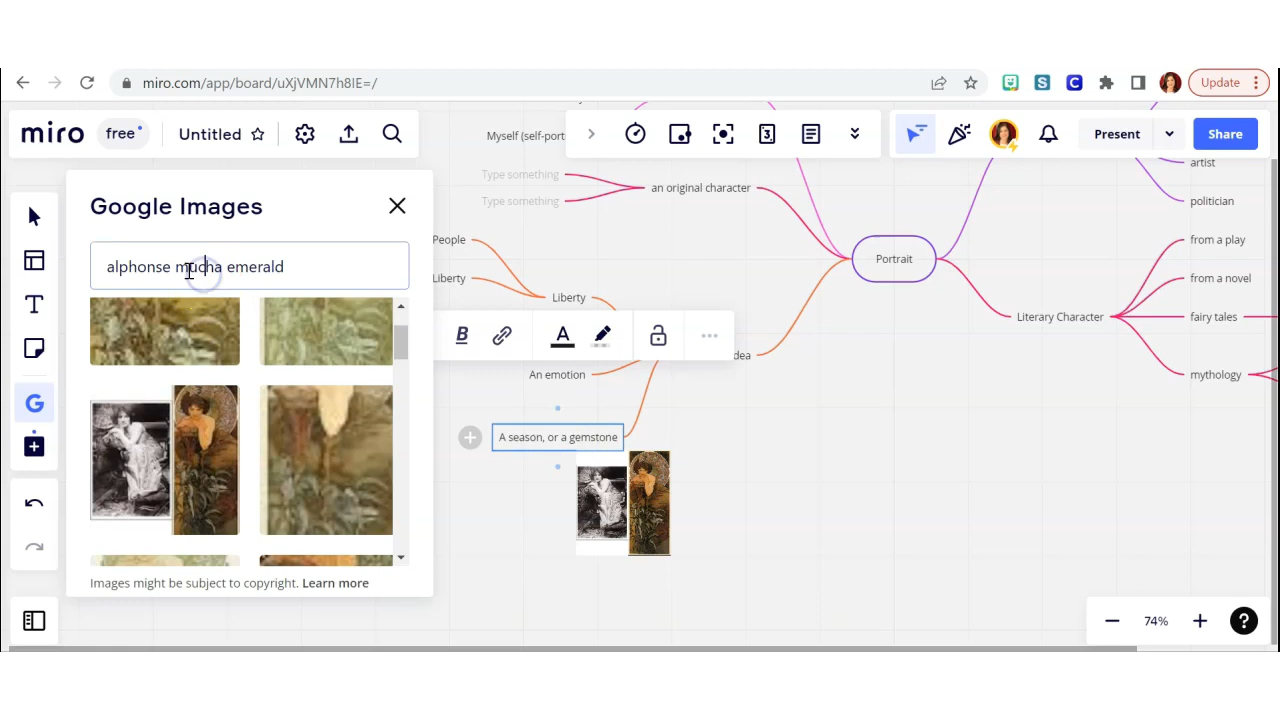 miro.com/app/board/uXjVMN7h8IE=/
Update
miro
free
Untitled
Present
Share
Google Images
alphonse mucha emerald
Images might be subject to copyright. Learn more
Myself (self-port
Type something
Type something
an original character
People
Liberty
Liberty
dea
An emotion
A season, or a gemstone
Portrait
artist
politician
from a play
from a novel
Literary Character
fairy tales
mythology
B
A
3
S
C
T
G
74%
?